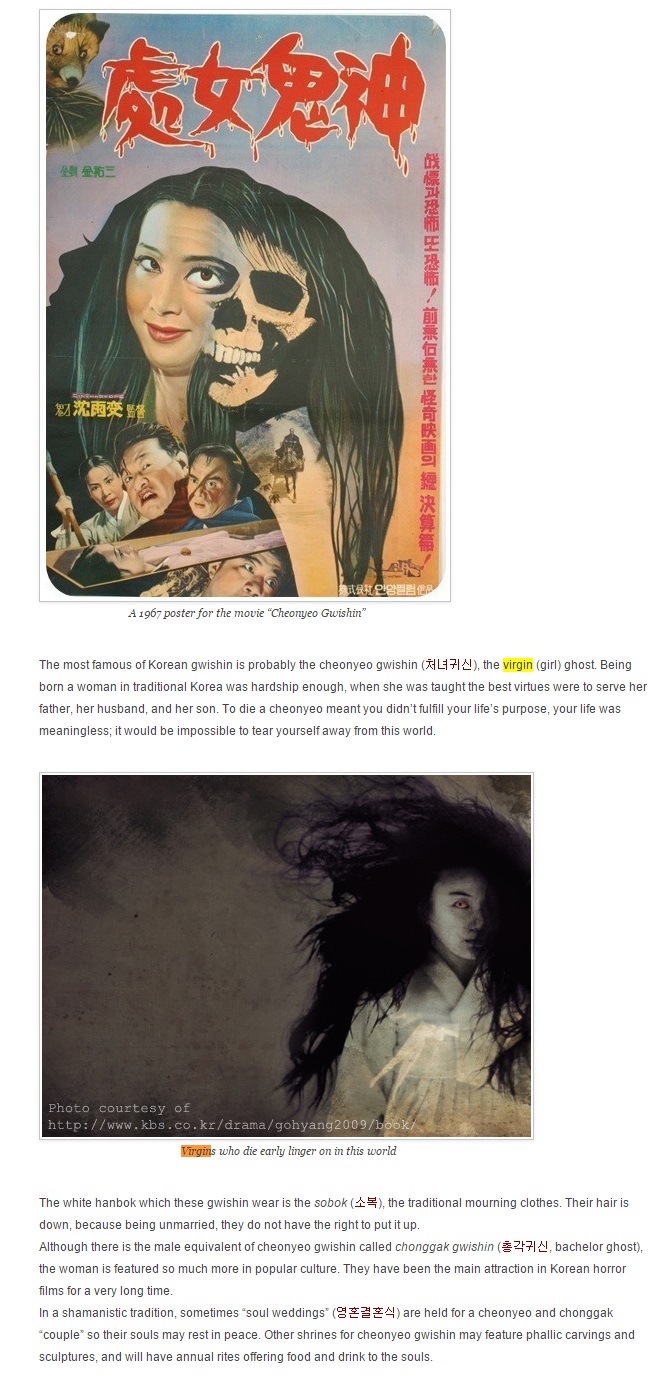 處女鬼神
戰慄과恐怖또恐怖! 前無后無한 怪奇映画의 總決算篇!
CINEMASCOPE
監督
株式会社 안양필림 作品
A 1967 poster for the movie “Cheonyeo Gwishin”
The most famous of Korean gwishin is probably the cheonyeo gwishin (처녀귀신), the virgin (girl) ghost. Being
born a woman in traditional Korea was hardship enough, when she was taught the best virtues were to serve her
father, her husband, and her son. To die a cheonyeo meant you didn’t fulfill your life’s purpose, your life was
meaningless; it would be impossible to tear yourself away from this world.
Photo courtesy of
http://www.kbs.co.kr/drama/gohyang2009/book/
Virgins who die early linger on in this world
The white hanbok which these gwishin wear is the sobok (소복), the traditional mourning clothes. Their hair is
down, because being unmarried, they do not have the right to put it up.
Although there is the male equivalent of cheonyeo gwishin called chonggak gwishin (총각귀신, bachelor ghost),
the woman is featured so much more in popular culture. They have been the main attraction in Korean horror
films for a very long time.
In a shamanistic tradition, sometimes “soul weddings” (영혼결혼식) are held for a cheonyeo and chonggak
“couple” so their souls may rest in peace. Other shrines for cheonyeo gwishin may feature phallic carvings and
sculptures, and will have annual rites offering food and drink to the souls.